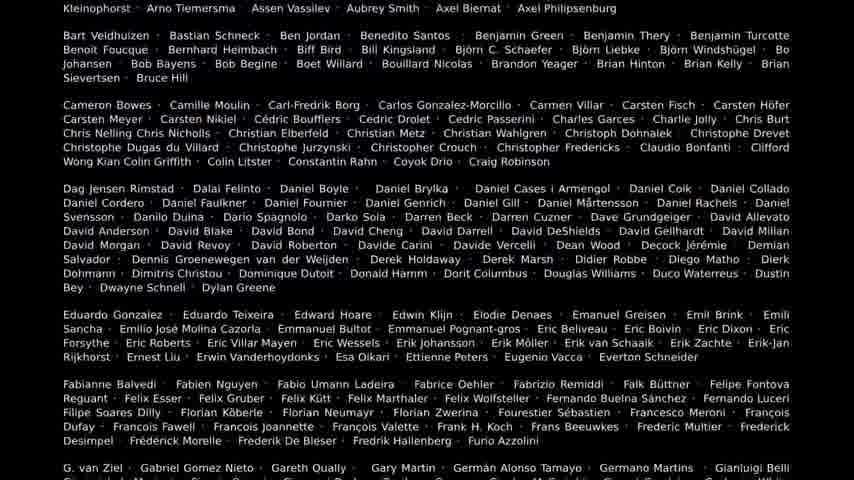 Kleinophorst · Arno Tiemersma · Assen Vassilev · Aubrey Smith · Axel Biernat · Axel Philipsenburg
Bart Veldhuizen · Bastian Schneck · Ben Jordan · Benedito Santos · Benjamin Green · Benjamin Thery · Benjamin Turcotte
Benoit Foucque · Bernhard Heimbach · Biff Bird · Bill Kingsland · Björn C. Schaefer · Björn Liebke · Björn Windshügel · Bo
Johansen · Bob Bayens · Bob Begine · Boet Willard · Bouillard Nicolas · Brandon Yeager · Brian Hinton · Brian Kelly · Brian
Sievertsen · Bruce Hill
Cameron Bowes · Camille Moulin · Carl-Fredrik Borg · Carlos Gonzalez-Morcillo · Carmen Villar · Carsten Fisch · Carsten Höfer
Carsten Meyer · Carsten Nikiel · Cédric Boufflers · Cedric Drolet · Cedric Passerini · Charles Garces · Charlie Jolly · Chris Burt
Chris Nelling Chris Nicholls · Christian Elberfeld · Christian Metz · Christian Wahlgren · Christoph Dohnalek · Christophe Drevet
Christophe Dugas du Villard · Christophe Jurzynski · Christopher Crouch · Christopher Fredericks · Claudio Bonfanti · Clifford
Wong Kian Colin Griffith · Colin Litster · Constantin Rahn · Coyok Drio · Craig Robinson
Dag Jensen Rimstad · Dalai Felinto · Daniel Boyle · Daniel Brylka · Daniel Cases i Armengol · Daniel Coik · Daniel Collado
Daniel Cordero · Daniel Faulkner · Daniel Fournier · Daniel Genrich · Daniel Gill · Daniel Mårtensson · Daniel Rachels · Daniel
Svensson · Danilo Duina · Dario Spagnolo · Darko Sola · Darren Beck · Darren Cuzner · Dave Grundgeiger · David Allevato
David Anderson · David Blake · David Bond · David Cheng · David Darrell · David DeShields · David Gellhardt · David Milian
David Morgan · David Revoy · David Roberton · Davide Carini · Davide Vercelli · Dean Wood · Decock Jérémie · Demian
Salvador · Dennis Groenewegen van der Weijden · Derek Holdaway · Derek Marsh · Didier Robbe · Diego Matho · Dierk
Dohmann · Dimitris Christou · Dominique Dutoit · Donald Hamm · Dorit Columbus · Douglas Williams · Duco Waterreus · Dustin
Bey · Dwayne Schnell · Dylan Greene
Eduardo Gonzalez · Eduardo Teixeira · Edward Hoare · Edwin Klijn · Elodie Denaes · Emanuel Greisen · Emil Brink · Emili
Sancha · Emilio José Molina Cazorla · Emmanuel Bultot · Emmanuel Pognant-gros · Eric Beliveau · Eric Boivin · Eric Dixon · Eric
Forsythe · Eric Roberts · Eric Villar Mayen · Eric Wessels · Erik Johansson · Erik Möller · Erik van Schaaik · Erik Zachte · Erik-Jan
Rijkhorst · Ernest Liu · Erwin Vanderhoydonks · Esa Oikari · Ettienne Peters · Eugenio Vacca · Everton Schneider
Fabianne Balvedi · Fabien Nguyen · Fabio Umann Ladeira · Fabrice Oehler · Fabrizio Remiddi · Falk Büttner · Felipe Fontova
Reguant · Felix Esser · Felix Gruber · Felix Kütt · Felix Marthaler · Felix Wolfsteller · Fernando Buelna Sánchez · Fernando Luceri
Filipe Soares Dilly · Florian Köberle · Florian Neumayr · Florian Zwerina · Fourestier Sébastien · Francesco Meroni · François
Dufay · Francois Fawell · Francois Joannette · François Valette · Frank H. Koch · Frans Beeuwkes · Frederic Multier · Frederick
Desimpel · Frédérick Morelle · Frederik De Bleser · Fredrik Hallenberg · Furio Azzolini
G. van Ziel · Gabriel Gomez Nieto · Gareth Qually · Gary Martin · Germán Alonso Tamayo · Germano Martins · Gianluigi Belli